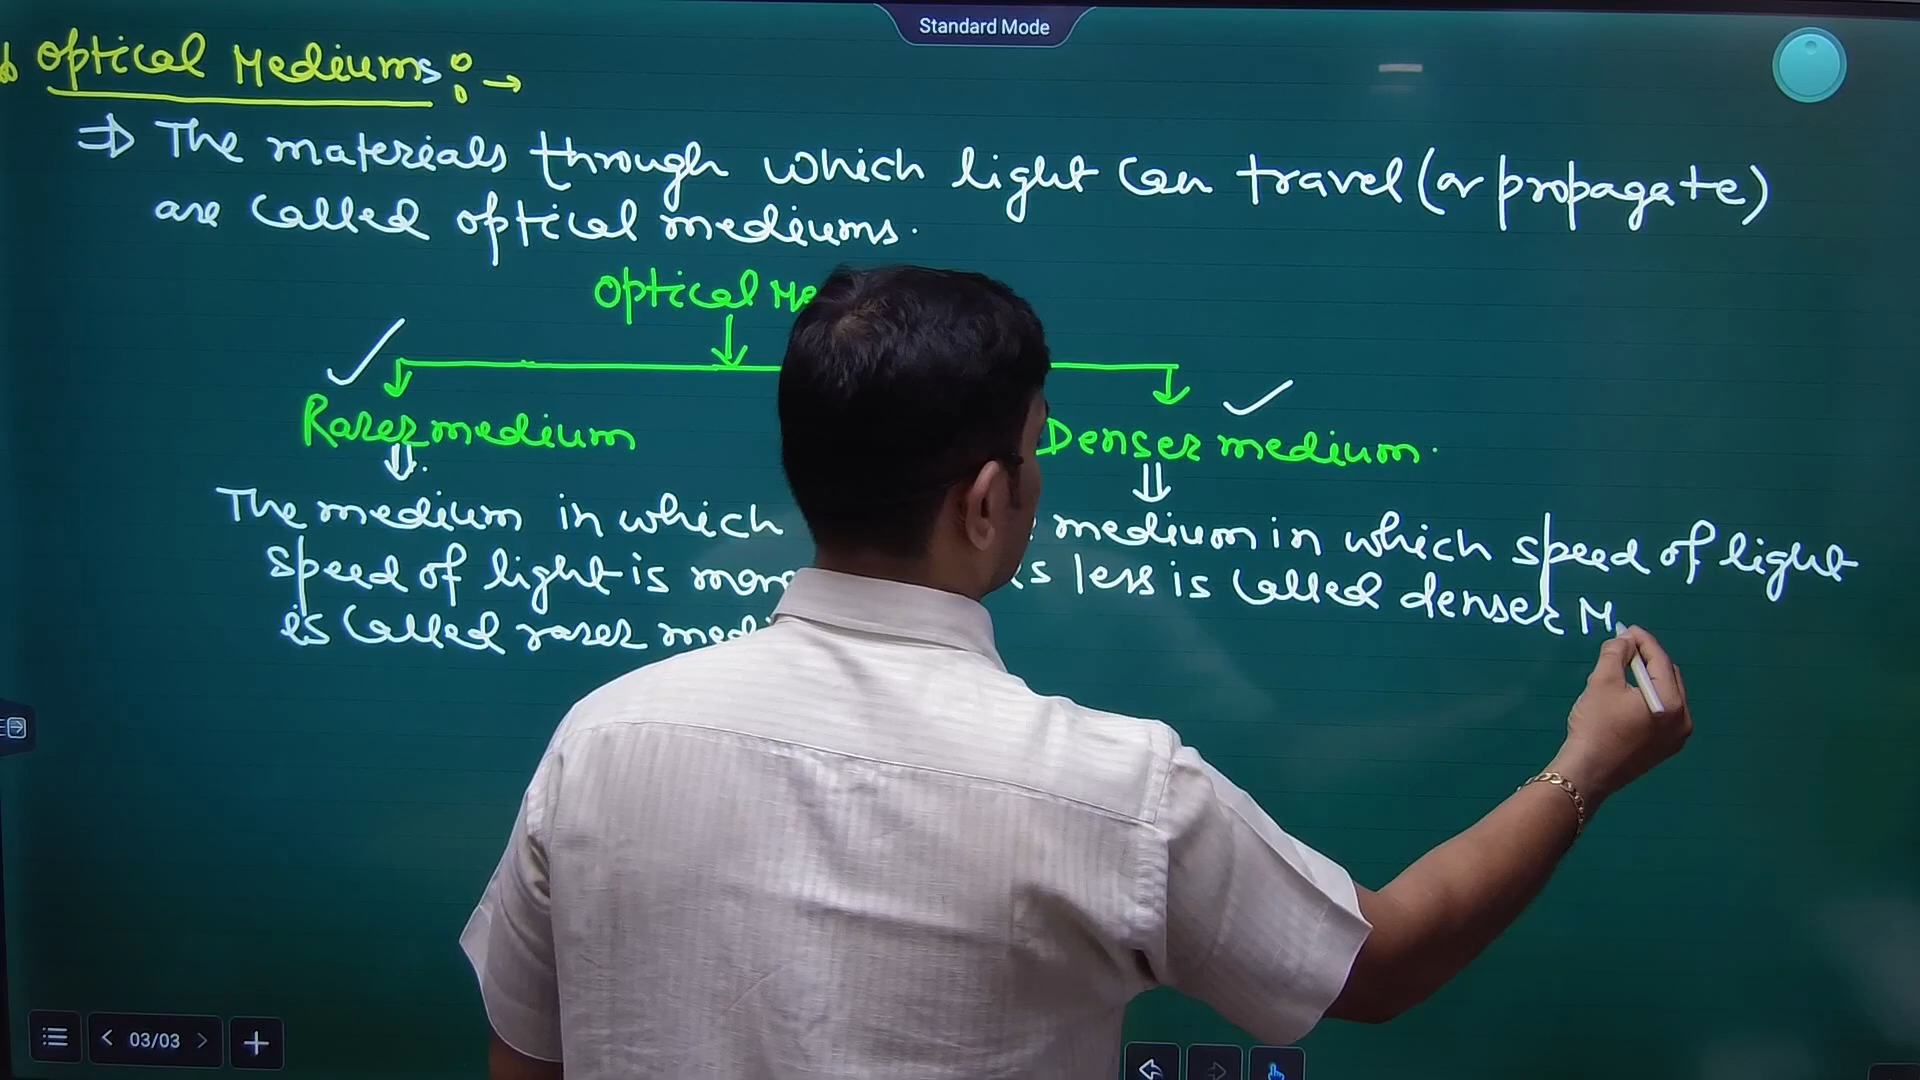 Standard Mode
Optical Mediums :→
⇒ The materials through which light can travel (or propagate)
are called optical mediums.
Optical Me
Rarer medium
Denser medium.
The medium in which
speed of light is more
is called rarer medi
medium in which speed of light
is less is called denser M
03/03